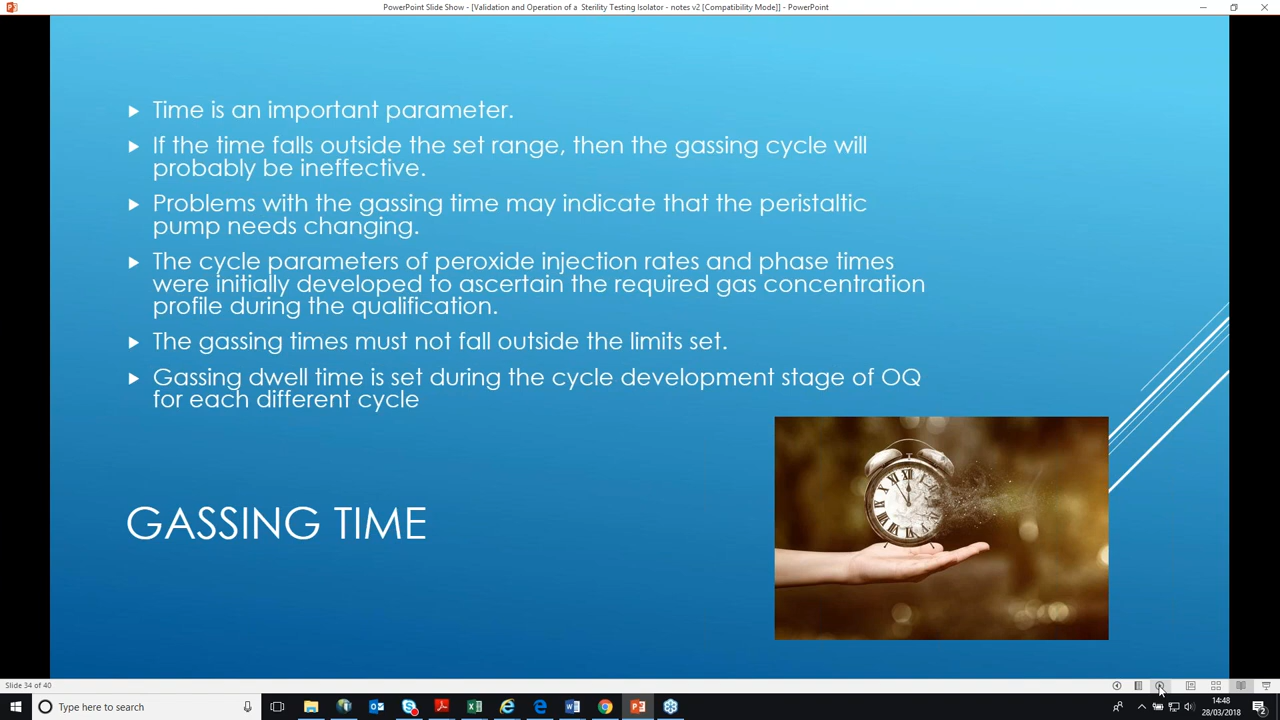 PowerPoint Slide Show - [Validation and Operation of a Sterility Testing Isolator - notes v2 [Compatibility Mode]] - PowerPoint
Time is an important parameter.
If the time falls outside the set range, then the gassing cycle will
probably be ineffective.
Problems with the gassing time may indicate that the peristaltic
pump needs changing.
The cycle parameters of peroxide injection rates and phase times
were initially developed to ascertain the required gas concentration
profile during the qualification.
The gassing times must not fall outside the limits set.
Gassing dwell time is set during the cycle development stage of OQ
for each different cycle
GASSING TIME
Slide 34 of 40
Type here to search
14:48
28/03/2018
2